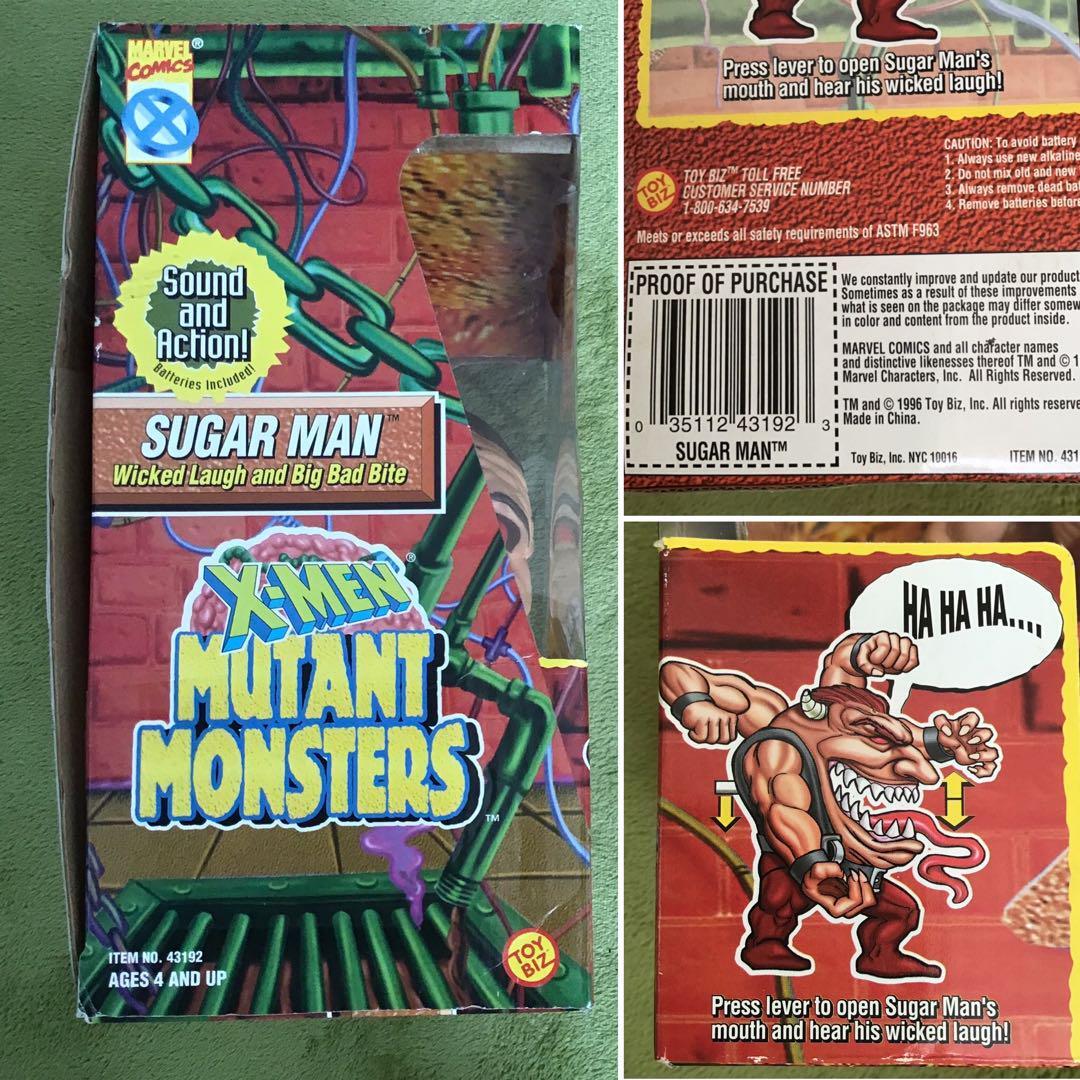 MARVEL®
COMICS
X
Sound
and
Action!
Batteries Included!
SUGAR MAN™
Wicked Laugh and Big Bad Bite
X-MEN®
MUTANT
MONSTERS™
ITEM NO. 43192
AGES 4 AND UP
TOY
BIZ
Press lever to open Sugar Man's
mouth and hear his wicked laugh!
CAUTION: To avoid battery
1. Always use new alkaline
2. Do not mix old and new
3. Always remove dead
4. Remove batteries before
TOY
BIZ
TOY BIZ™ TOLL FREE
CUSTOMER SERVICE NUMBER
1-800-634-7539
Meets or exceeds all safety requirements of ASTM F963
PROOF OF PURCHASE
0 35112 43192 3
SUGAR MAN™
We constantly improve and update our product
Sometimes as a result of these improvements
what is seen on the package may differ somew
in color and content from the product inside.
MARVEL COMICS and all character names
and distinctive likenesses thereof TM and © 1
Marvel Characters, Inc. All Rights Reserved.
TM and © 1996 Toy Biz, Inc. All rights reserve
Made in China.
Toy Biz, Inc. NYC 10016 ITEM NO. 431
HA HA HA....
Press lever to open Sugar Man's
mouth and hear his wicked laugh!